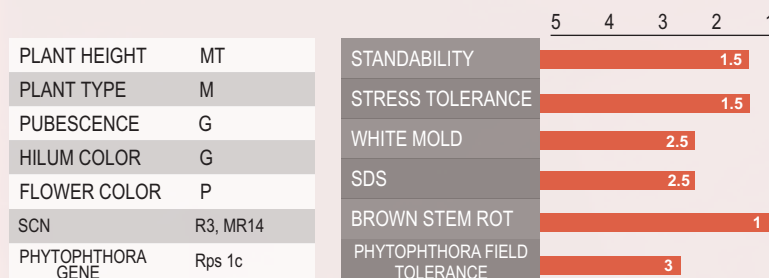 5 4 3 2 1
PLANT HEIGHT MT
PLANT TYPE M
PUBESCENCE G
HILUM COLOR G
FLOWER COLOR P
SCN R3, MR14
PHYTOPHTHORA
GENE Rps 1c
STANDABILITY 1.5
STRESS TOLERANCE 1.5
WHITE MOLD 2.5
SDS 2.5
BROWN STEM ROT 1
PHYTOPHTHORA FIELD
TOLERANCE 3